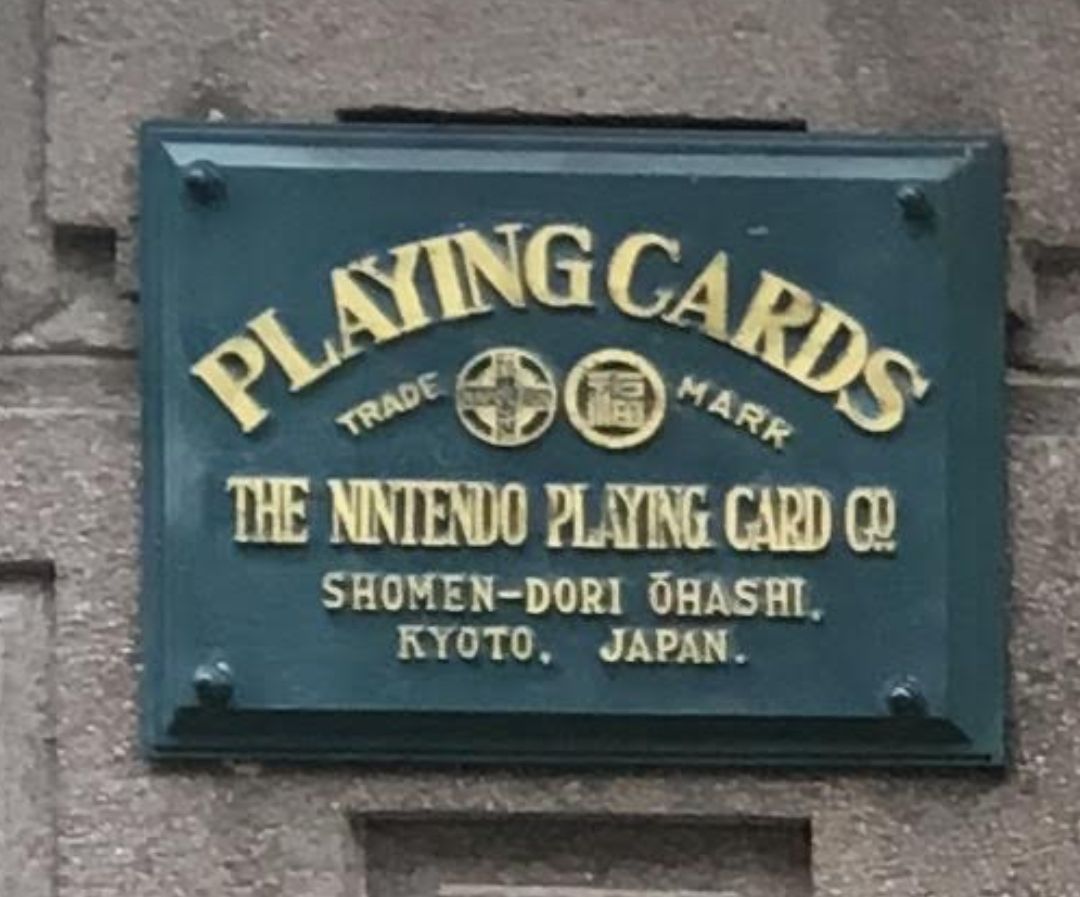 PLAYING CARDS
TRADE MARK
THE NINTENDO PLAYING CARD CO.
SHOMEN-DORI ŌHASHI.
KYOTO, JAPAN.